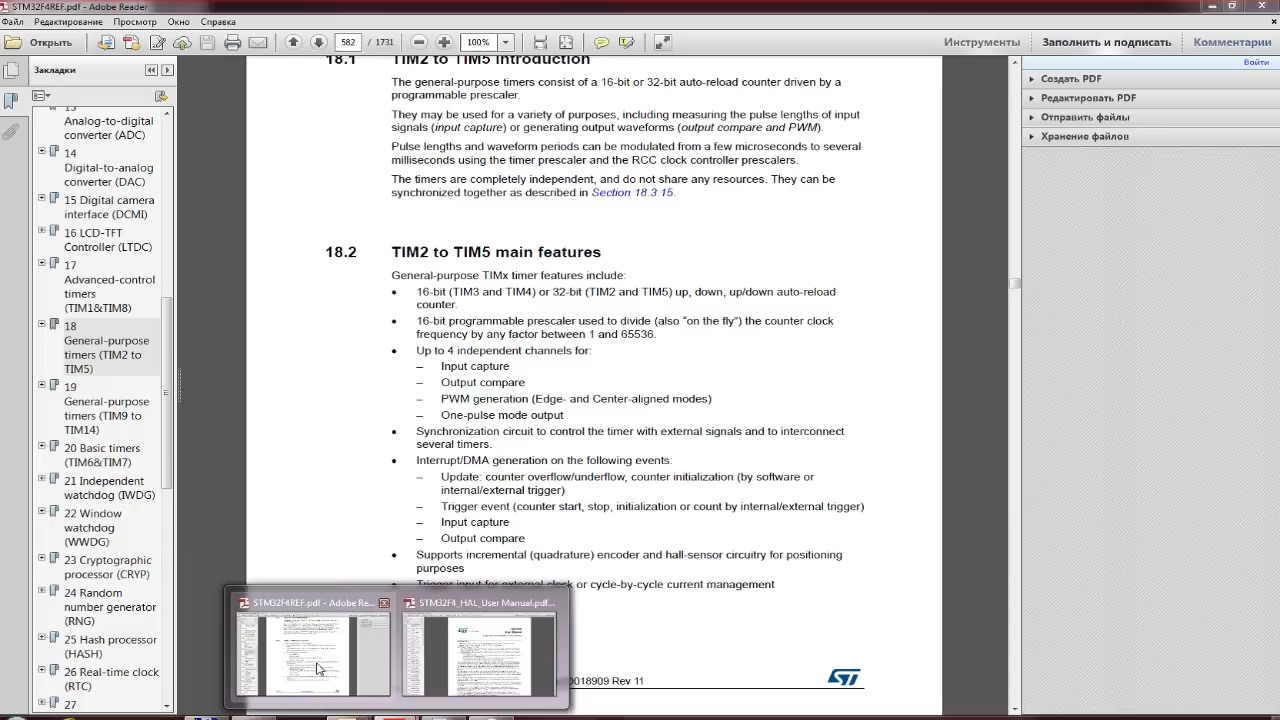 STM32F4REF.pdf - Adobe Reader
Файл Редактирование Просмотр Окно Справка
Открыть
582 / 1731
100%
Инструменты
Заполнить и подписать
Комментарии
Войти
Закладки
Analog-to-digital
converter (ADC)
14
Digital-to-analog
converter (DAC)
15 Digital camera
interface (DCMI)
16 LCD-TFT
Controller (LTDC)
17
Advanced-control
timers
(TIM1&TIM8)
18
General-purpose
timers (TIM2 to
TIM5)
19
General-purpose
timers (TIM9 to
TIM14)
20 Basic timers
(TIM6&TIM7)
21 Independent
watchdog (IWDG)
22 Window
watchdog
(WWDG)
23 Cryptographic
processor (CRYP)
24 Random
number generator
(RNG)
25 Hash processor
(HASH)
26 Real-time clock
(RTC)
27
18.1 TIM2 to TIM5 introduction
The general-purpose timers consist of a 16-bit or 32-bit auto-reload counter driven by a
programmable prescaler.
They may be used for a variety of purposes, including measuring the pulse lengths of input
signals (input capture) or generating output waveforms (output compare and PWM).
Pulse lengths and waveform periods can be modulated from a few microseconds to several
milliseconds using the timer prescaler and the RCC clock controller prescalers.
The timers are completely independent, and do not share any resources. They can be
synchronized together as described in Section 18.3.15.
18.2 TIM2 to TIM5 main features
General-purpose TIMx timer features include:
• 16-bit (TIM3 and TIM4) or 32-bit (TIM2 and TIM5) up, down, up/down auto-reload
counter.
• 16-bit programmable prescaler used to divide (also “on the fly”) the counter clock
frequency by any factor between 1 and 65536.
• Up to 4 independent channels for:
– Input capture
– Output compare
– PWM generation (Edge- and Center-aligned modes)
– One-pulse mode output
• Synchronization circuit to control the timer with external signals and to interconnect
several timers.
• Interrupt/DMA generation on the following events:
– Update: counter overflow/underflow, counter initialization (by software or
internal/external trigger)
– Trigger event (counter start, stop, initialization or count by internal/external trigger)
– Input capture
– Output compare
• Supports incremental (quadrature) encoder and hall-sensor circuitry for positioning
purposes
• Trigger input for external clock or cycle-by-cycle current management
0018909 Rev 11
ST
Создать PDF
Редактировать PDF
Отправить файлы
Хранение файлов
STM32F4REF.pdf - Adobe Rea...
STM32F4_HAL_User Manual.pdf...